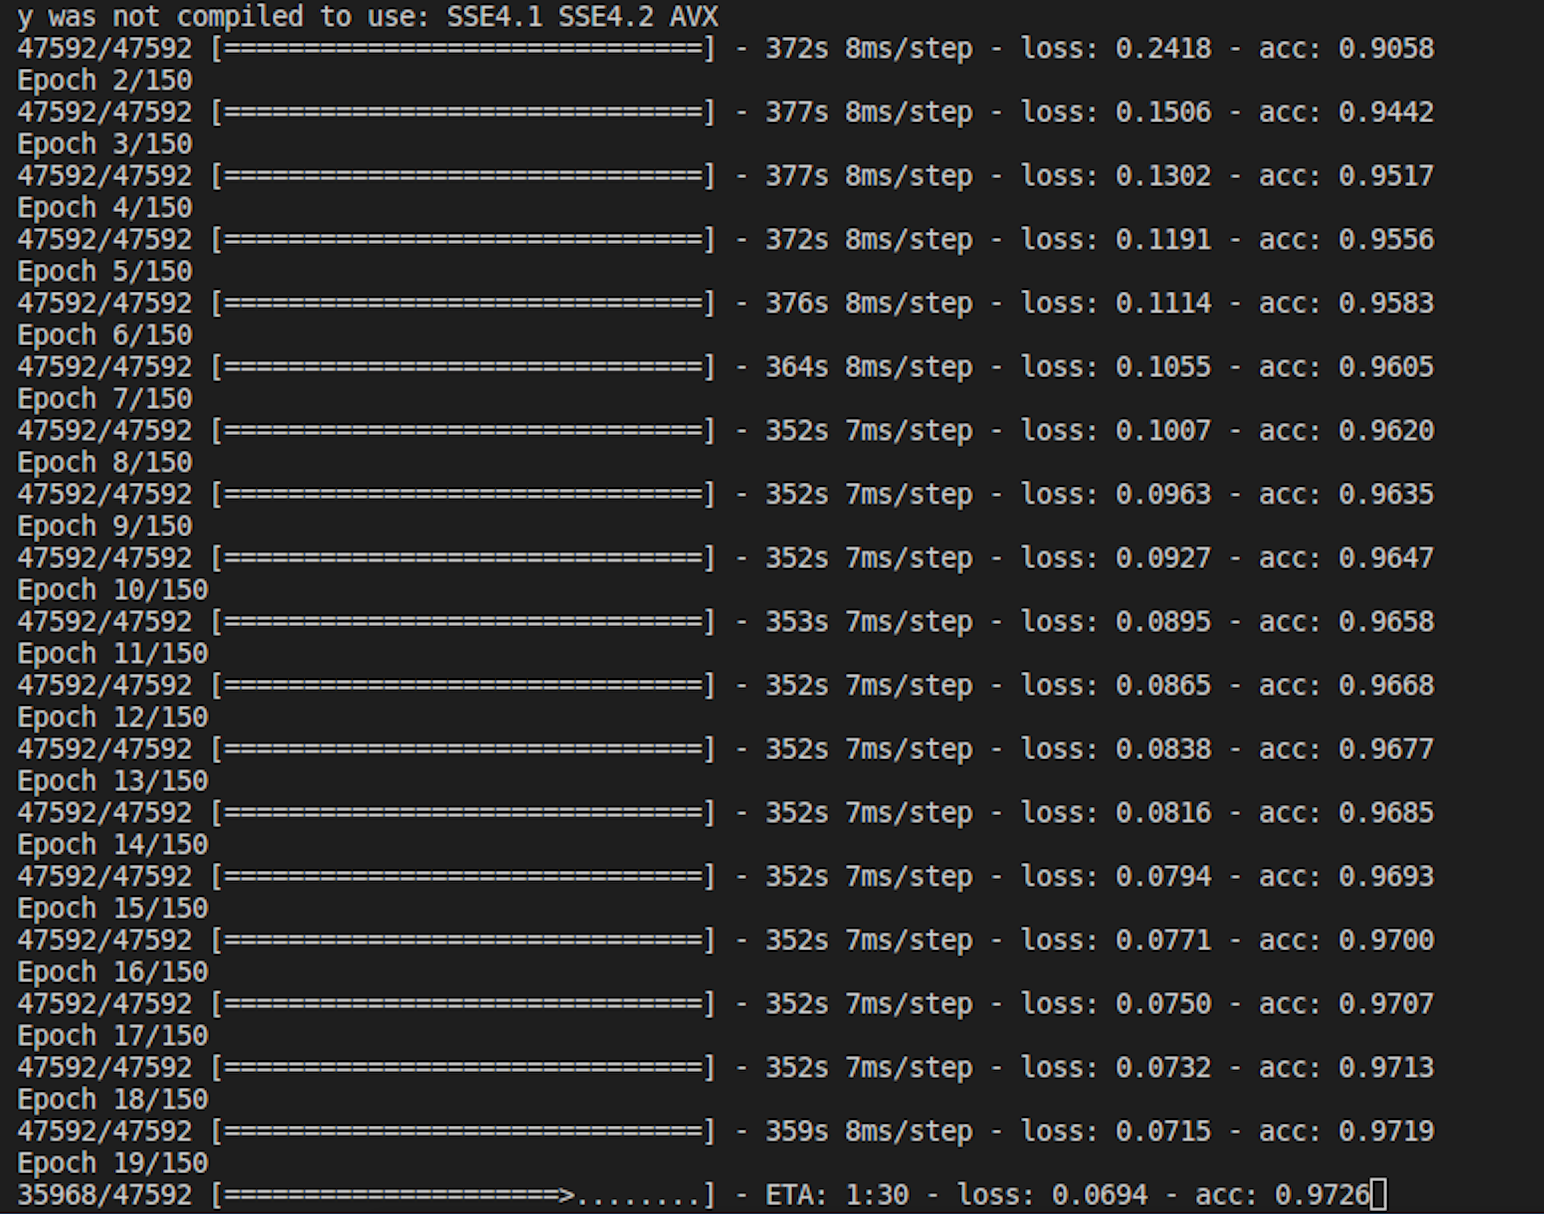 y was not compiled to use: SSE4.1 SSE4.2 AVX
47592/47592 [==============================] - 372s 8ms/step - loss: 0.2418 - acc: 0.9058
Epoch 2/150
47592/47592 [==============================] - 377s 8ms/step - loss: 0.1506 - acc: 0.9442
Epoch 3/150
47592/47592 [==============================] - 377s 8ms/step - loss: 0.1302 - acc: 0.9517
Epoch 4/150
47592/47592 [==============================] - 372s 8ms/step - loss: 0.1191 - acc: 0.9556
Epoch 5/150
47592/47592 [==============================] - 376s 8ms/step - loss: 0.1114 - acc: 0.9583
Epoch 6/150
47592/47592 [==============================] - 364s 8ms/step - loss: 0.1055 - acc: 0.9605
Epoch 7/150
47592/47592 [==============================] - 352s 7ms/step - loss: 0.1007 - acc: 0.9620
Epoch 8/150
47592/47592 [==============================] - 352s 7ms/step - loss: 0.0963 - acc: 0.9635
Epoch 9/150
47592/47592 [==============================] - 352s 7ms/step - loss: 0.0927 - acc: 0.9647
Epoch 10/150
47592/47592 [==============================] - 353s 7ms/step - loss: 0.0895 - acc: 0.9658
Epoch 11/150
47592/47592 [==============================] - 352s 7ms/step - loss: 0.0865 - acc: 0.9668
Epoch 12/150
47592/47592 [==============================] - 352s 7ms/step - loss: 0.0838 - acc: 0.9677
Epoch 13/150
47592/47592 [==============================] - 352s 7ms/step - loss: 0.0816 - acc: 0.9685
Epoch 14/150
47592/47592 [==============================] - 352s 7ms/step - loss: 0.0794 - acc: 0.9693
Epoch 15/150
47592/47592 [==============================] - 352s 7ms/step - loss: 0.0771 - acc: 0.9700
Epoch 16/150
47592/47592 [==============================] - 352s 7ms/step - loss: 0.0750 - acc: 0.9707
Epoch 17/150
47592/47592 [==============================] - 352s 7ms/step - loss: 0.0732 - acc: 0.9713
Epoch 18/150
47592/47592 [==============================] - 359s 8ms/step - loss: 0.0715 - acc: 0.9719
Epoch 19/150
35968/47592 [=====================>........] - ETA: 1:30 - loss: 0.0694 - acc: 0.9726